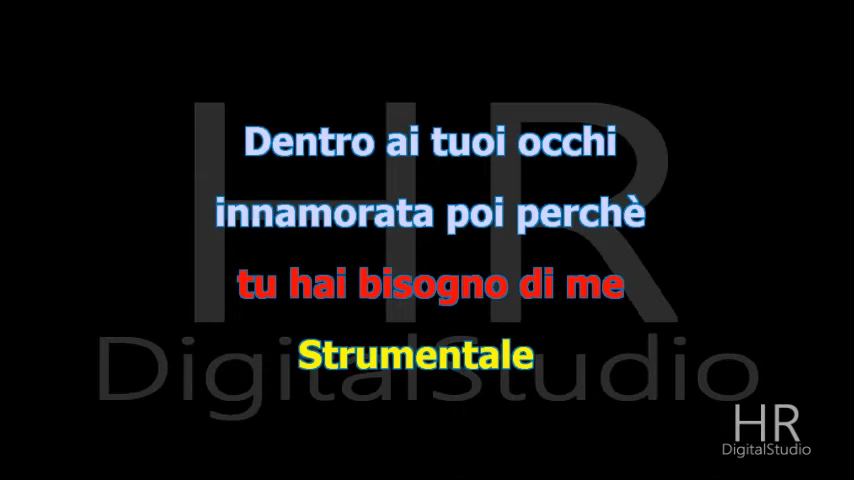 Dentro ai tuoi occhi
innamorata poi perchè
tu hai bisogno di me
Strumentale
HR
DigitalStudio
HR
DigitalStudio